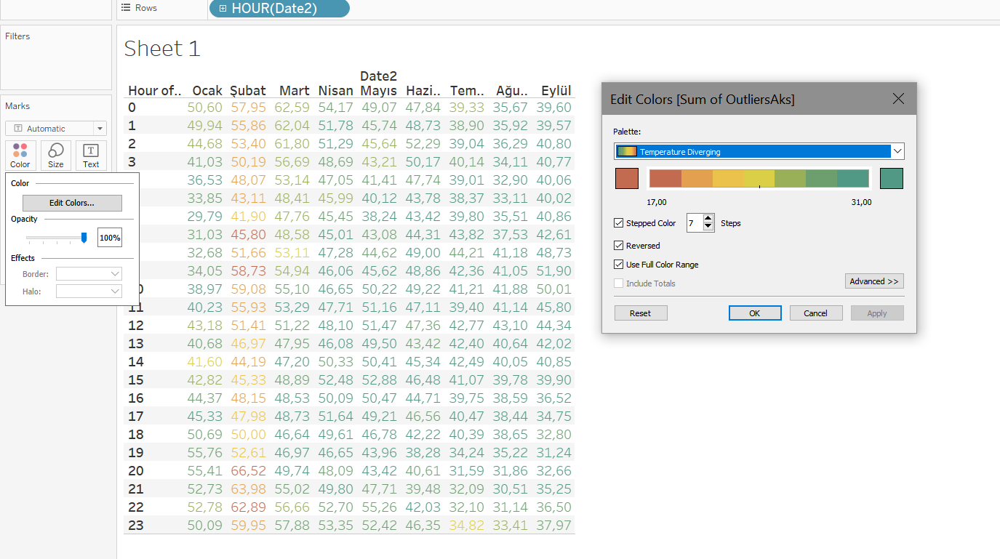 Rows
HOUR(Date2)
Filters
Marks
Automatic
Color Size Text
Color
Edit Colors...
Opacity
100%
Effects
Border:
Halo:
Sheet 1
Date2
Hour of.. Ocak Şubat Mart Nisan Mayıs Hazi.. Tem.. Ağu.. Eylül
0 50,60 57,95 62,59 54,17 49,07 47,84 39,33 35,67 39,60
1 49,94 55,86 62,04 51,78 45,74 48,73 38,90 35,92 39,57
2 44,68 53,40 61,80 51,29 45,64 52,29 39,04 36,29 40,80
3 41,03 50,19 56,69 48,69 43,21 50,17 40,14 34,11 40,77
36,53 48,07 53,14 47,05 41,41 47,74 39,01 32,90 40,06
33,85 43,11 48,41 45,99 40,12 43,78 38,37 33,11 40,02
29,79 41,90 47,76 45,45 38,24 43,42 39,80 35,51 40,86
31,03 45,80 48,58 45,01 43,08 44,31 43,82 37,53 42,61
32,68 51,66 53,11 47,28 44,62 49,00 44,21 41,18 48,73
34,05 58,73 54,94 46,06 45,62 48,86 42,36 41,05 51,90
0 38,97 59,08 55,10 46,65 50,22 49,22 41,21 41,88 50,01
11 40,23 55,93 53,29 47,71 51,16 47,11 39,40 41,14 45,80
12 43,18 51,41 51,22 48,10 51,47 47,36 42,77 43,10 44,34
13 40,68 46,97 47,95 46,08 49,50 43,42 42,40 40,64 42,02
14 41,60 44,19 47,20 50,33 50,41 45,34 42,49 40,05 40,85
15 42,82 45,33 48,89 52,48 52,88 46,48 41,07 39,78 39,90
16 44,37 48,15 48,53 50,09 50,47 44,71 39,75 38,59 36,52
17 45,33 47,98 48,73 51,64 49,21 46,56 40,47 38,44 34,75
18 50,69 50,00 46,64 49,61 46,78 42,22 40,39 38,65 32,80
19 55,76 52,61 46,97 46,65 43,96 38,28 34,24 35,22 31,24
20 55,41 66,52 49,74 48,09 43,42 40,61 31,59 31,86 32,66
21 52,73 63,98 55,02 49,80 47,71 39,48 32,09 30,51 35,25
22 52,78 62,89 56,66 52,70 55,26 42,03 32,10 31,14 36,50
23 50,09 59,95 57,88 53,35 52,42 46,35 34,82 33,41 37,97
Edit Colors [Sum of OutliersAks]
Palette:
Temperature Diverging
17,00 31,00
Stepped Color 7 Steps
Reversed
Use Full Color Range
Include Totals
Advanced >>
Reset OK Cancel Apply